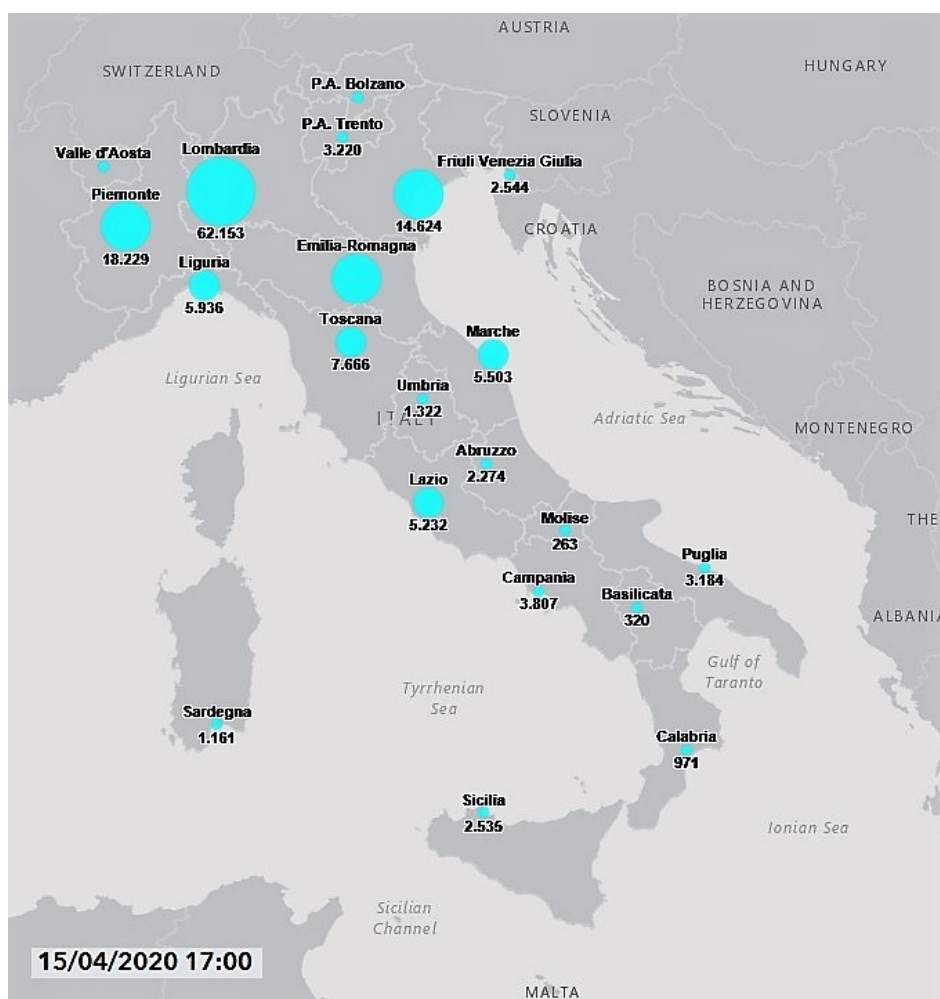 AUSTRIA
HUNGARY
SWITZERLAND
P.A. Bolzano
SLOVENIA
P.A. Trento
3.220
Valle d'Aosta
Lombardia
62.153
Friuli Venezia Giulia
2.544
Piemonte
18.229
14.624
CROATIA
Emilia-Romagna
Liguria
5.936
BOSNIA AND
HERZEGOVINA
Toscana
7.666
Marche
5.503
Ligurian Sea
Umbria
1.322
ITALY
Adriatic Sea
MONTENEGRO
Abruzzo
2.274
Lazio
5.232
Molise
263
THE
Puglia
3.184
Campania
3.807
Basilicata
320
ALBANIA
Gulf of
Taranto
Tyrrhenian
Sea
Sardegna
1.161
Calabria
971
Sicilia
2.535
Ionian Sea
Sicilian
Channel
15/04/2020 17:00
MALTA